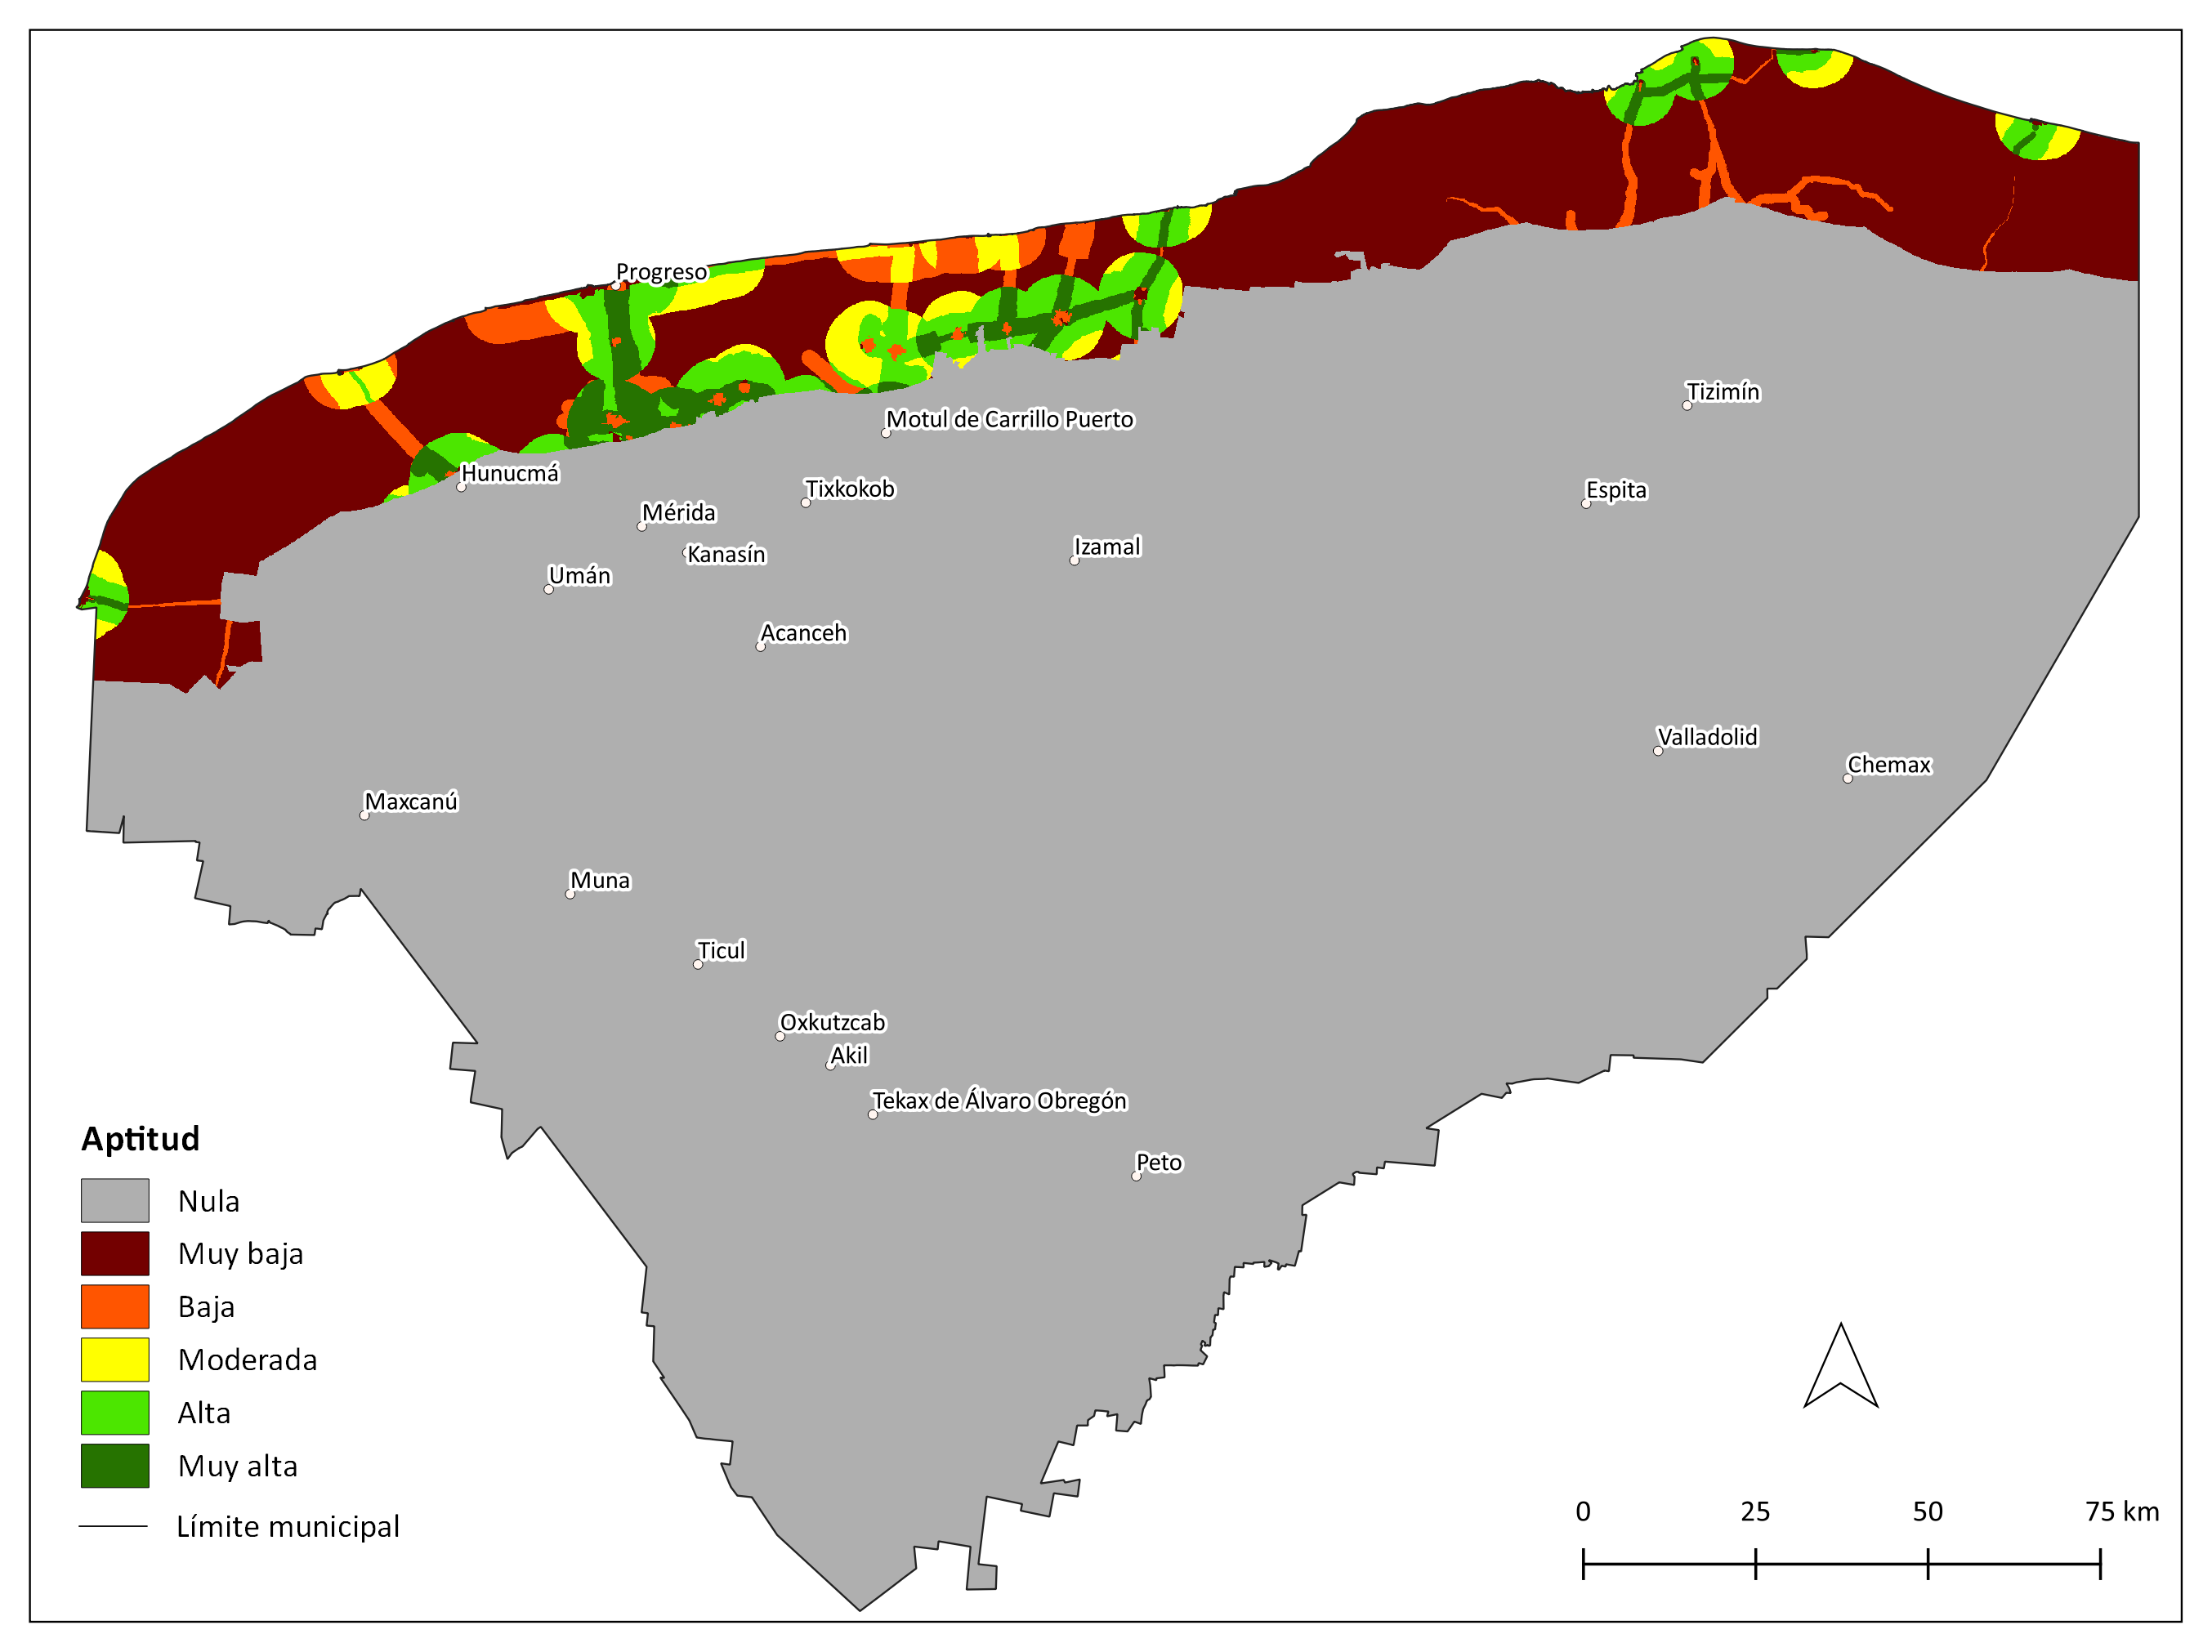 Progreso
Tizimín
Motul de Carrillo Puerto
Hunucmá
Tixkokob
Espita
Mérida
Izamal
Kanasín
Umán
Acanceh
Valladolid
Chemax
Maxcanú
Muna
Ticul
Oxkutzcab
Akil
Tekax de Álvaro Obregón
Peto
Aptitud
Nula
Muy baja
Baja
Moderada
Alta
Muy alta
Límite municipal
0 25 50 75 km